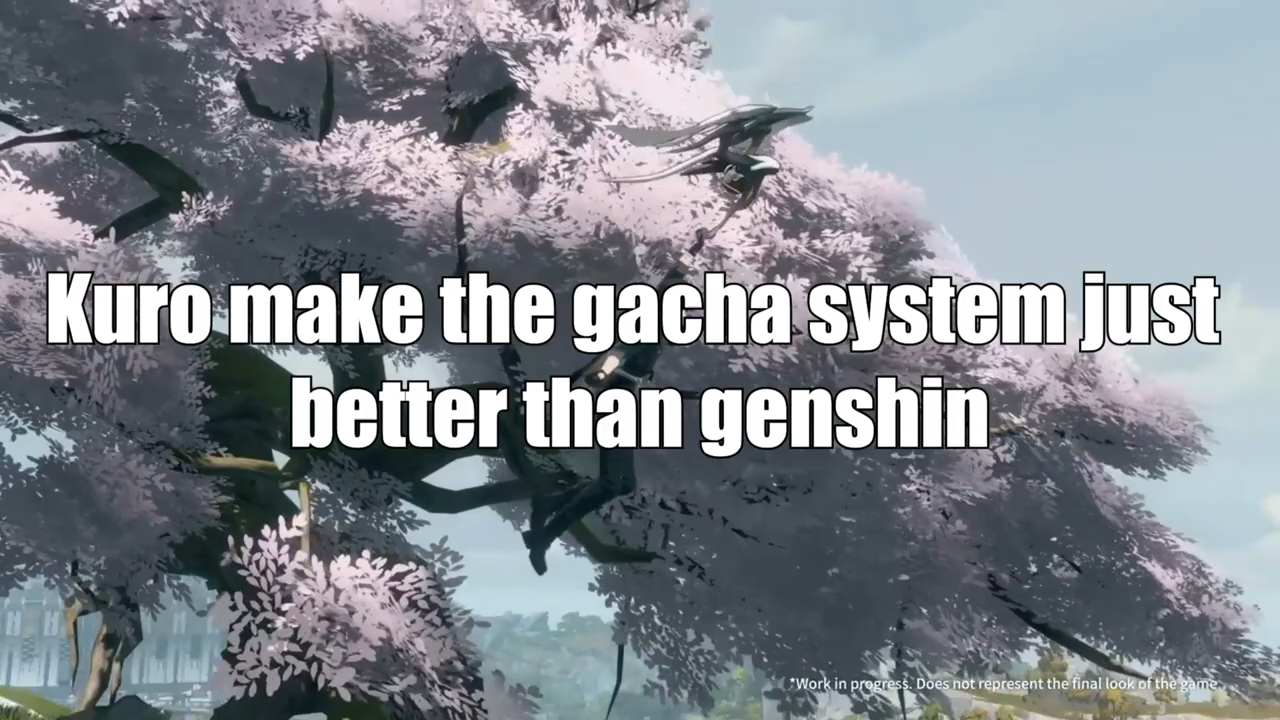 Kuro make the gacha system just
better than genshin
*Work in progress. Does not represent the final look of the game